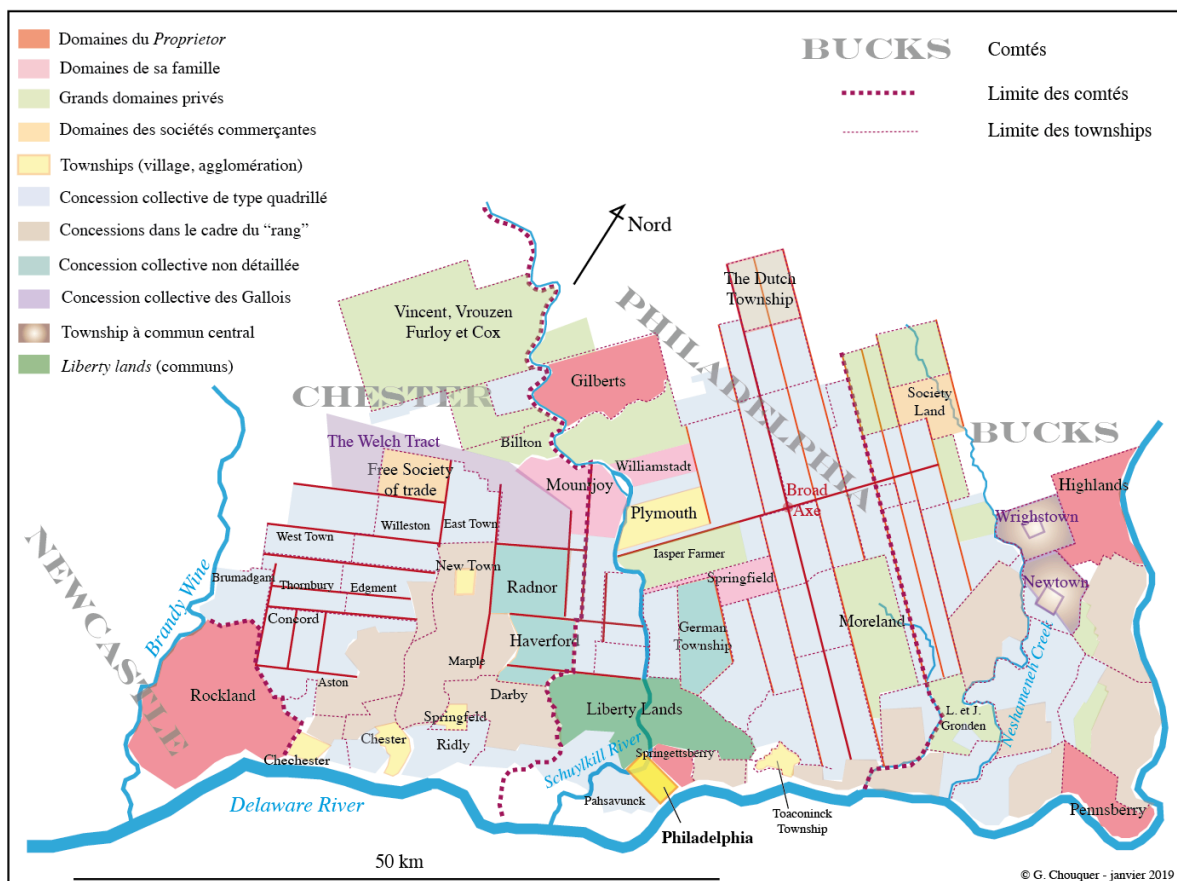 Domaines du Proprietor
Domaines de sa famille
Grands domaines privés
Domaines des sociétés commerçantes
Townships (village, agglomération)
Concession collective de type quadrillé
Concessions dans le cadre du “rang”
Concession collective non détaillée
Concession collective des Gallois
Township à commun central
Liberty lands (communs)
BUCKS
Comtés
Limite des comtés
Limite des townships
Nord
The Dutch
Township
Vincent, Vrouzen
Furloy et Cox
PHILADELPHIA
CHESTER
Gilberts
Society
Land
BUCKS
The Welch Tract
Billton
Free Society
of trade
Mountjoy
Williamstadt
Highlands
Broad
Axe
Plymouth
Wrighstown
Willeston
East Town
West Town
Iasper Farmer
NEWCASTLE
Brandy Wine
Brumadgam
Thornbury
Edgment
New Town
Radnor
Springfield
Newtown
Concord
Haverford
German
Township
Moreland
Neshameneh Creek
Marple
Aston
Rockland
Darby
Springfeld
Liberty Lands
L. et J.
Gronden
Chester
Ridly
Chechester
Schuylkill River
Springettsberry
Delaware River
Pahsavunck
Toaconinck
Township
Pennsberry
Philadelphia
50 km
© G. Chouquer - janvier 2019